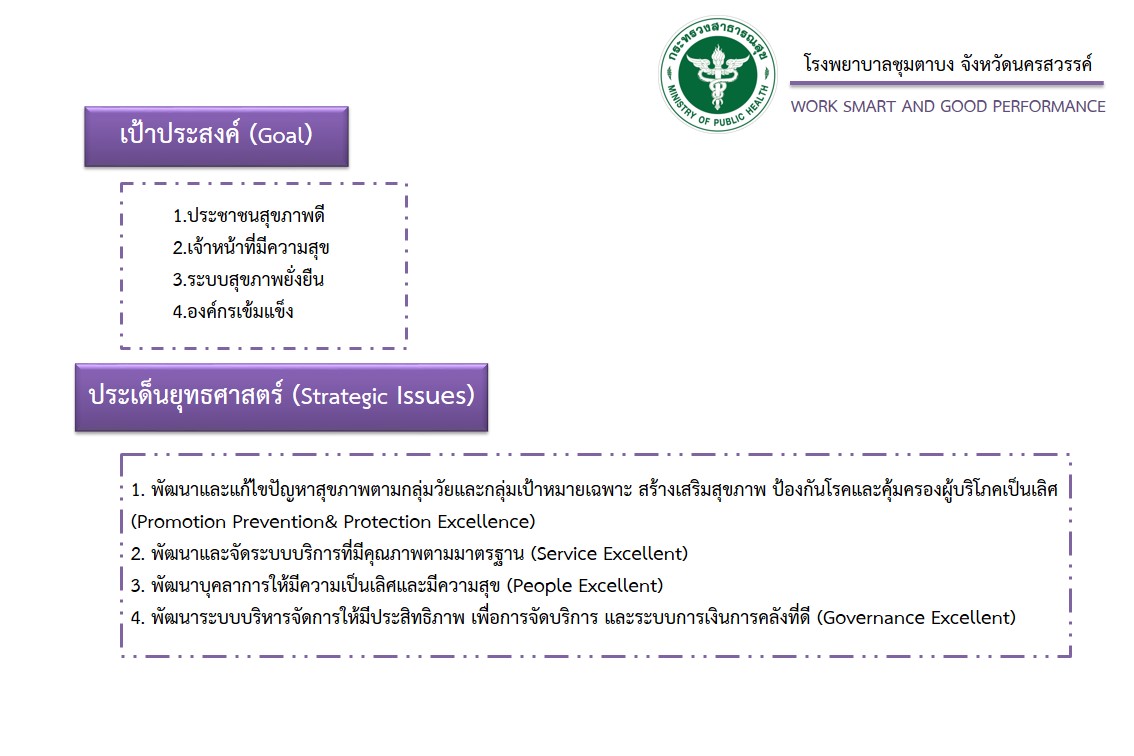 กระทรวงสาธารณสุข
MINISTRY OF PUBLIC HEALTH
โรงพยาบาลชุมตาบง จังหวัดนครสวรรค์
WORK SMART AND GOOD PERFORMANCE
เป้าประสงค์ (Goal)
1.ประชาชนสุขภาพดี
2.เจ้าหน้าที่มีความสุข
3.ระบบสุขภาพยั่งยืน
4.องค์กรเข้มแข็ง
ประเด็นยุทธศาสตร์ (Strategic Issues)
1. พัฒนาและแก้ไขปัญหาสุขภาพตามกลุ่มวัยและกลุ่มเป้าหมายเฉพาะ สร้างเสริมสุขภาพ ป้องกันโรคและคุ้มครองผู้บริโภคเป็นเลิศ
(Promotion Prevention& Protection Excellence)
2. พัฒนาและจัดระบบบริการที่มีคุณภาพตามมาตรฐาน (Service Excellent)
3. พัฒนาบุคลาการให้มีความเป็นเลิศและมีความสุข (People Excellent)
4. พัฒนาระบบบริหารจัดการให้มีประสิทธิภาพ เพื่อการจัดบริการ และระบบการเงินการคลังที่ดี (Governance Excellent)